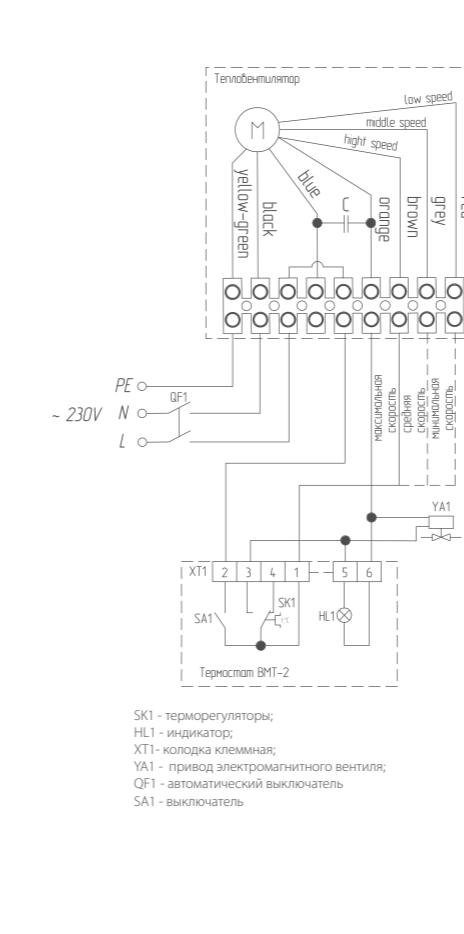 Тепловентилятор
low speed
middle speed
hight speed
M
blue
C
yellow-green
black
orange
brown
grey
PE
QF1
~ 230V
N
L
максимальная
скорость
средняя
скорость
минимальная
скорость
YA1
XT1 2 3 4 1 5 6
SK1
SA1
t°C
HL1
Термостат ВМТ-2
SK1 - терморегуляторы;
HL1 - индикатор;
XT1- колодка клеммная;
YA1 - привод электромагнитного вентиля;
QF1 - автоматический выключатель
SA1 - выключатель